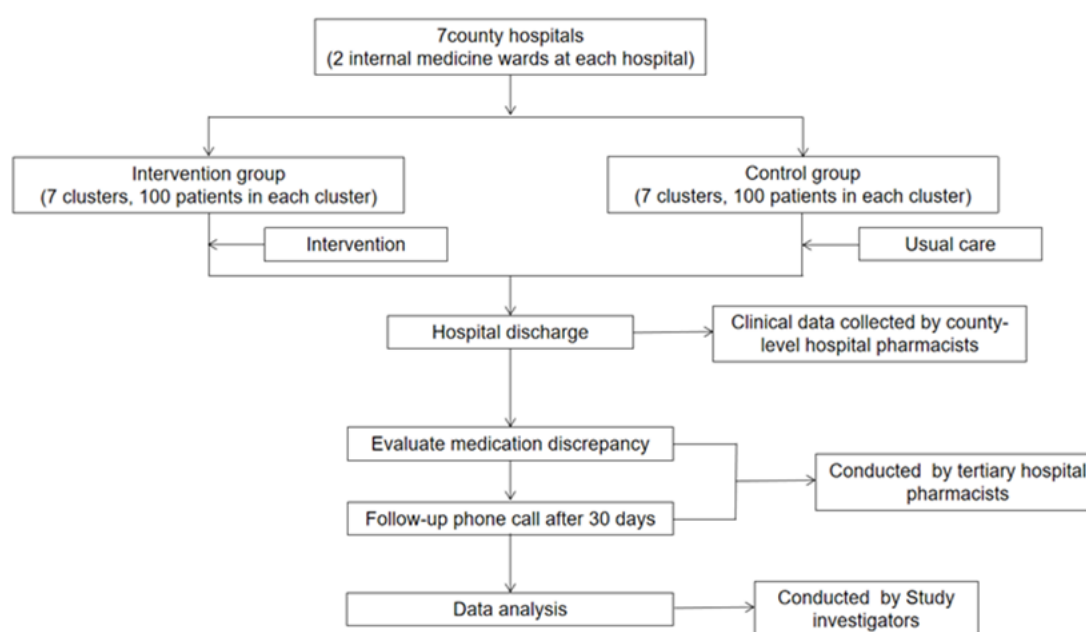 7county hospitals
(2 internal medicine wards at each hospital)
Intervention group
(7 clusters, 100 patients in each cluster)
Control group
(7 clusters, 100 patients in each cluster)
Intervention
Usual care
Hospital discharge
Clinical data collected by county-
level hospital pharmacists
Evaluate medication discrepancy
Conducted by tertiary hospital
pharmacists
Follow-up phone call after 30 days
Data analysis
Conducted by Study
investigators